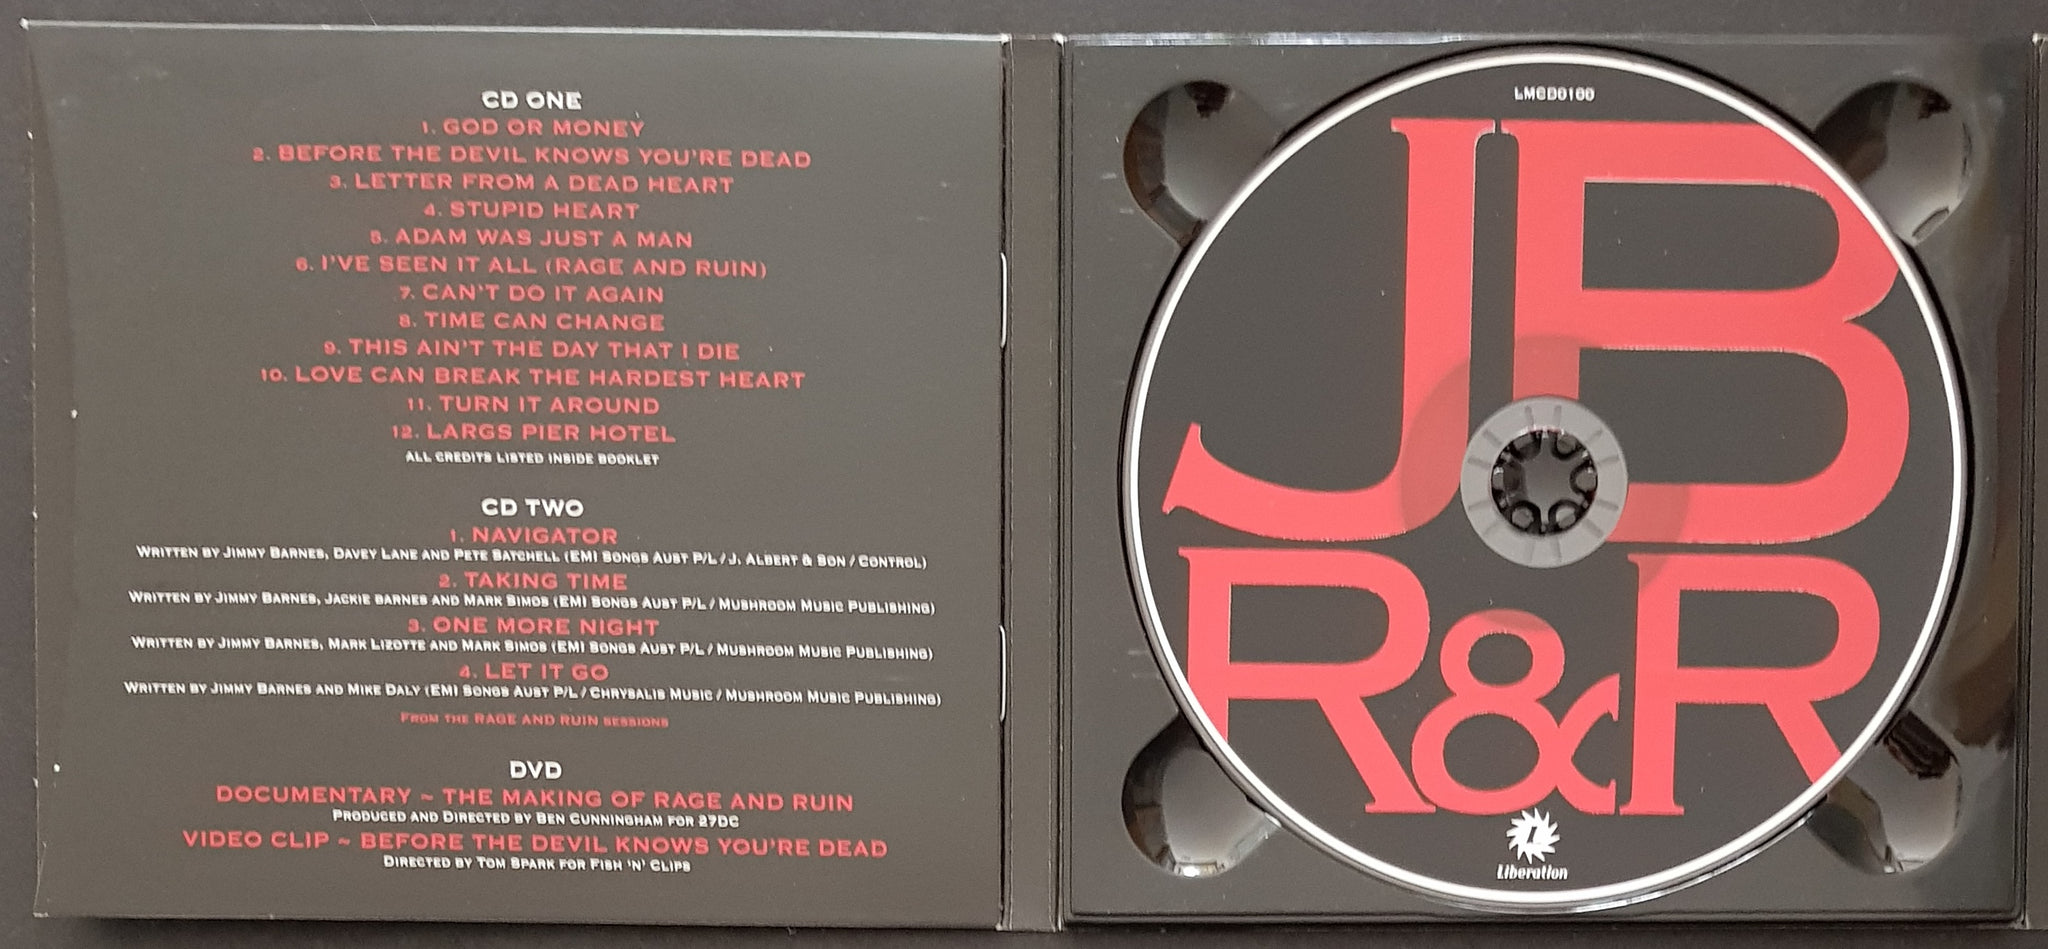 CD ONE
1. GOD OR MONEY
2. BEFORE THE DEVIL KNOWS YOU'RE DEAD
3. LETTER FROM A DEAD HEART
4. STUPID HEART
5. ADAM WAS JUST A MAN
6. I'VE SEEN IT ALL (RAGE AND RUIN)
7. CAN'T DO IT AGAIN
8. TIME CAN CHANGE
9. THIS AIN'T THE DAY THAT I DIE
10. LOVE CAN BREAK THE HARDEST HEART
11. TURN IT AROUND
12. LARGS PIER HOTEL
ALL CREDITS LISTED INSIDE BOOKLET
CD TWO
1. NAVIGATOR
WRITTEN BY JIMMY BARNES, DAVEY LANE AND PETE SATCHELL (EMI SONGS AUST P/L / J. ALBERT & SON / CONTROL)
2. TAKING TIME
WRITTEN BY JIMMY BARNES, JACKIE BARNES AND MARK SIMOS (EMI SONGS AUST P/L / MUSHROOM MUSIC PUBLISHING)
3. ONE MORE NIGHT
WRITTEN BY JIMMY BARNES, MARK LIZOTTE AND MARK SIMOS (EMI SONGS AUST P/L / MUSHROOM MUSIC PUBLISHING)
4. LET IT GO
WRITTEN BY JIMMY BARNES AND MIKE DALY (EMI SONGS AUST P/L / CHRYSALIS MUSIC / MUSHROOM MUSIC PUBLISHING)
FROM THE RAGE AND RUIN SESSIONS
DVD
DOCUMENTARY ~ THE MAKING OF RAGE AND RUIN
PRODUCED AND DIRECTED BY BEN CUNNINGHAM FOR 27DC
VIDEO CLIP ~ BEFORE THE DEVIL KNOWS YOU'RE DEAD
DIRECTED BY TOM SPARK FOR FISH 'N' CLIPS
LMCD0100
JB
R&R
L
Liberation